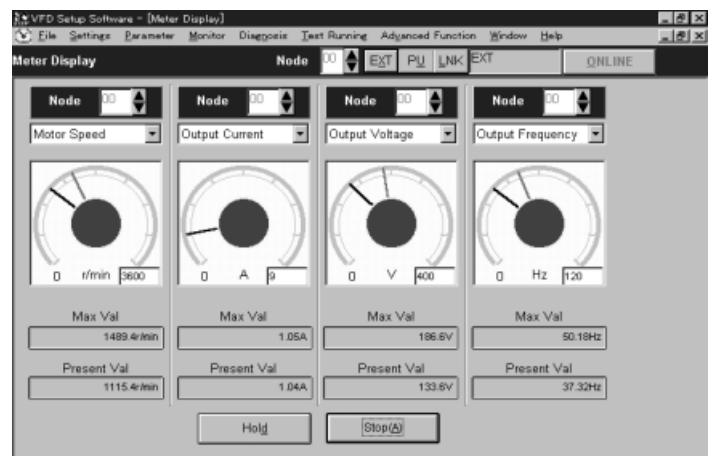 VFD Setup Software - [Meter Display]
File Settings Parameter Monitor Diagnosis Test Running Advanced Function Window Help
Meter Display Node 00 EXT PU LNK EXT ONLINE
Node 00 Node 00 Node 00 Node 00
Motor Speed Output Current Output Voltage Output Frequency
0 r/min 3600 0 A 9 0 V 400 0 Hz 120
Max Val Max Val Max Val Max Val
1489.4r/min 1.05A 186.6V 50.18Hz
Present Val Present Val Present Val Present Val
1115.4r/min 1.04A 133.6V 37.32Hz
Hold Stop(A)